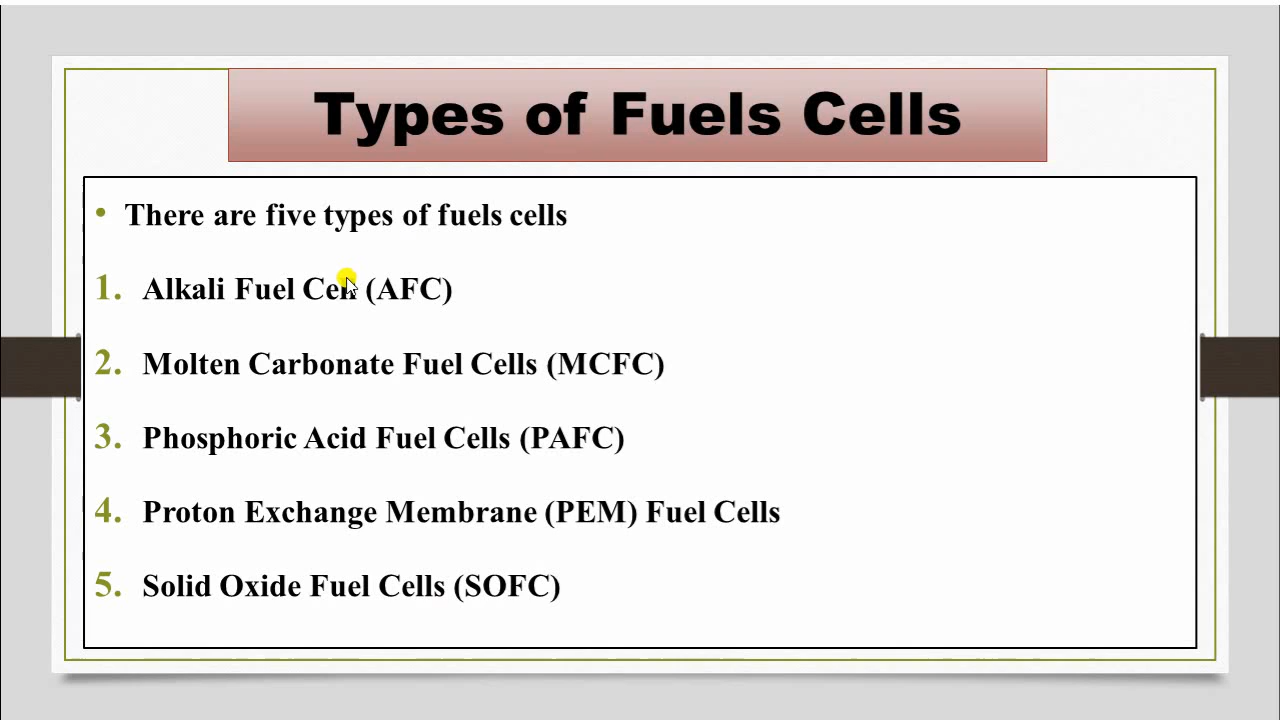 Types of Fuels Cells
• There are five types of fuels cells
1. Alkali Fuel Cell (AFC)
2. Molten Carbonate Fuel Cells (MCFC)
3. Phosphoric Acid Fuel Cells (PAFC)
4. Proton Exchange Membrane (PEM) Fuel Cells
5. Solid Oxide Fuel Cells (SOFC)